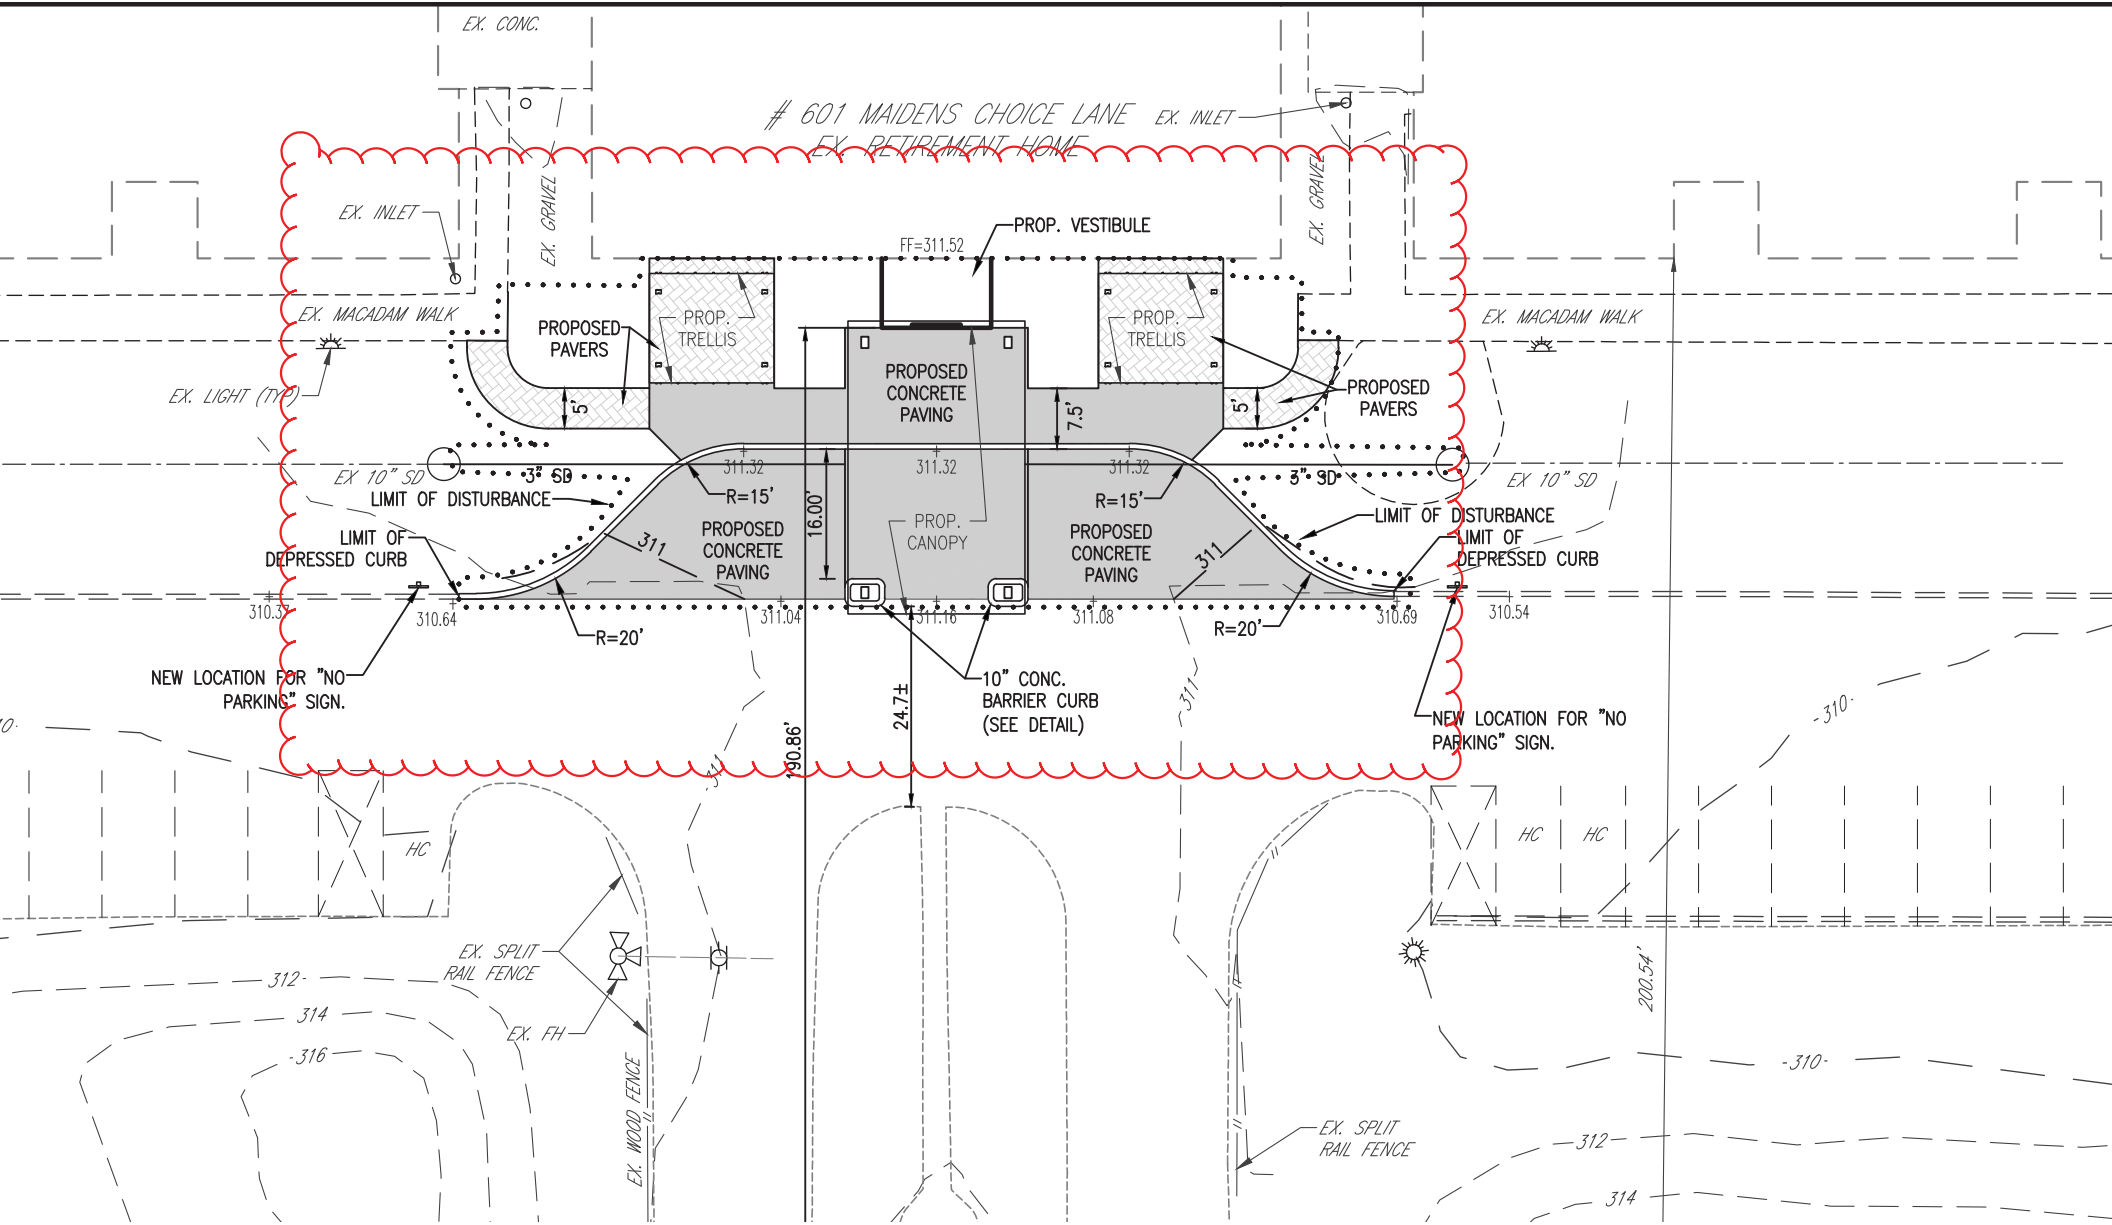 EX. CONC.
# 601 MAIDENS CHOICE LANE
EX. RETIREMENT HOME
EX. INLET
EX. INLET
EX. GRAVEL
EX. GRAVEL
PROP. VESTIBULE
FF=311.52
EX. MACADAM WALK
EX. MACADAM WALK
PROPOSED
PAVERS
PROP.
TRELLIS
PROP.
TRELLIS
EX. LIGHT (TYP)
PROPOSED
CONCRETE
PAVING
PROPOSED
PAVERS
5'
7.5'
5'
311.32
311.32
311.32
EX 10" SD
3" SD
3" SD
EX 10" SD
LIMIT OF DISTURBANCE
R=15'
R=15'
16.00'
LIMIT OF DISTURBANCE
LIMIT OF
DEPRESSED CURB
LIMIT OF
DEPRESSED CURB
311
PROPOSED
CONCRETE
PAVING
PROP.
CANOPY
PROPOSED
CONCRETE
PAVING
311
310.37
310.64
311.04
311.16
311.08
310.69
310.54
R=20'
R=20'
NEW LOCATION FOR "NO
PARKING" SIGN.
10" CONC.
BARRIER CURB
(SEE DETAIL)
NEW LOCATION FOR "NO
PARKING" SIGN.
24.7±
190.86'
-311
-311-
-310-
HC
HC
HC
EX. SPLIT
RAIL FENCE
EX. FH
EX. WOOD FENCE
312-
314
-316
200.54'
-310-
EX. SPLIT
RAIL FENCE
312
314